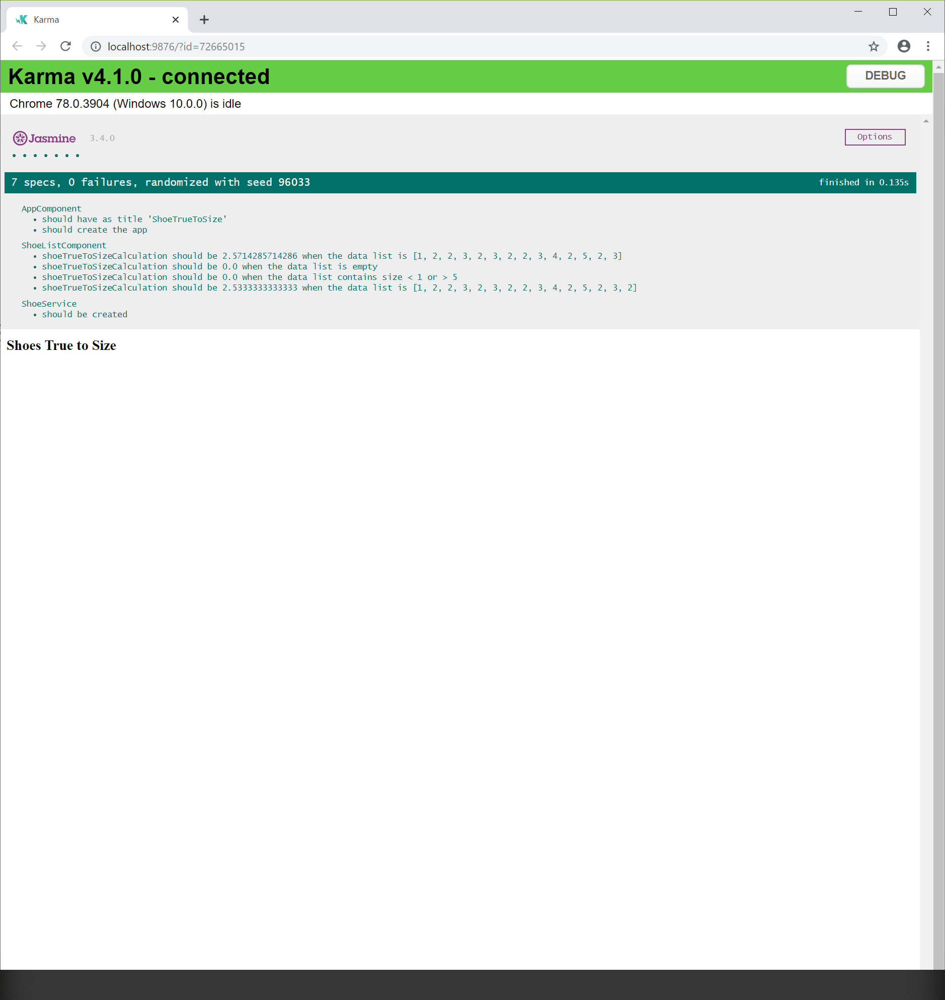 Karma
localhost:9876/?id=72665015
Karma v4.1.0 - connected
DEBUG
Chrome 78.0.3904 (Windows 10.0.0) is idle
Jasmine 3.4.0
Options
7 specs, 0 failures, randomized with seed 96033
finished in 0.135s
AppComponent
• should have as title 'ShoeTrueToSize'
• should create the app
ShoeListComponent
• shoeTrueToSizeCalculation should be 2.5714285714286 when the data list is [1, 2, 2, 3, 2, 3, 2, 2, 3, 4, 2, 5, 2, 3]
• shoeTrueToSizeCalculation should be 0.0 when the data list is empty
• shoeTrueToSizeCalculation should be 0.0 when the data list contains size < 1 or > 5
• shoeTrueToSizeCalculation should be 2.5333333333333 when the data list is [1, 2, 2, 3, 2, 3, 2, 2, 3, 4, 2, 5, 2, 3, 2]
ShoeService
• should be created
Shoes True to Size